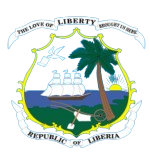 THE LOVE OF LIBERTY BROUGHT US HERE
REPUBLIC OF LIBERIA